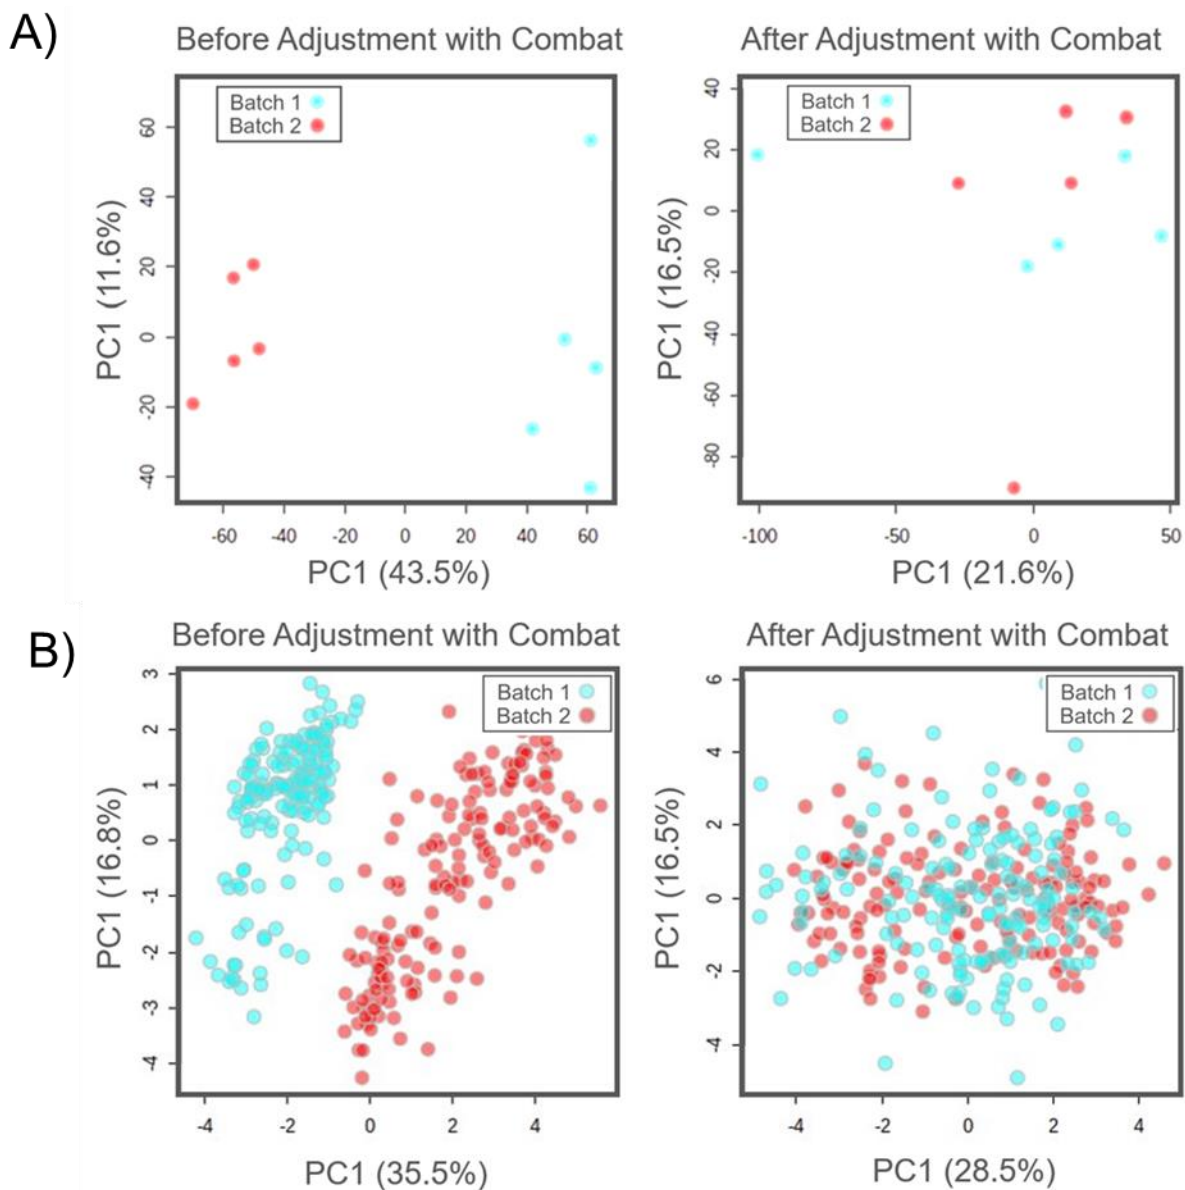 A)
Before Adjustment with Combat
After Adjustment with Combat
Batch 1
Batch 2
Batch 1
Batch 2
PC1 (11.6%)
60
40
20
0
-20
-40
-60 -40 -20 0 20 40 60
PC1 (43.5%)
PC1 (16.5%)
40
20
0
-20
-40
-60
-80
-100 -50 0 50
PC1 (21.6%)
B)
Before Adjustment with Combat
After Adjustment with Combat
Batch 1
Batch 2
Batch 1
Batch 2
PC1 (16.8%)
3
2
1
0
-1
-2
-3
-4
-4 -2 0 2 4
PC1 (35.5%)
PC1 (16.5%)
6
4
2
0
-2
-4
-4 -2 0 2 4
PC1 (28.5%)